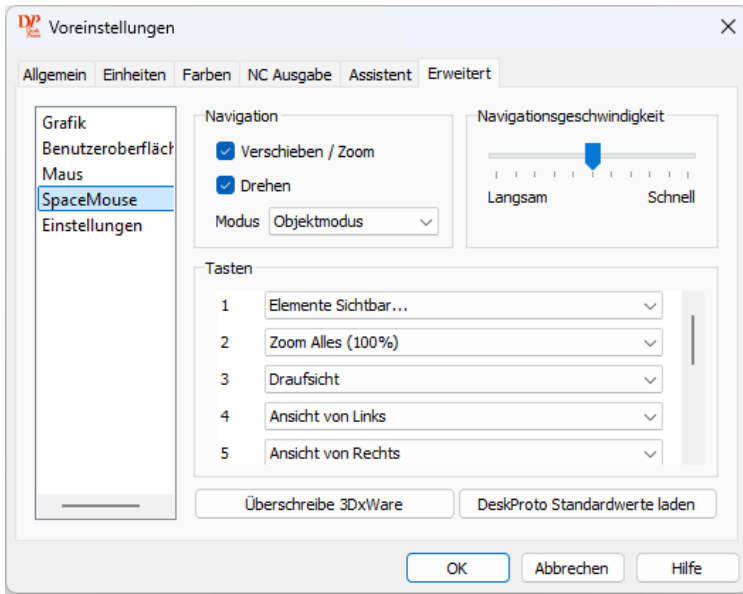 DP
Voreinstellungen
Allgemein Einheiten Farben NC Ausgabe Assistent Erweitert
Grafik
Benutzeroberfläch
Maus
SpaceMouse
Einstellungen
Navigation
Verschieben / Zoom
Drehen
Modus Objektmodus
Navigationsgeschwindigkeit
Langsam Schnell
Tasten
1 Elemente Sichtbar...
2 Zoom Alles (100%)
3 Draufsicht
4 Ansicht von Links
5 Ansicht von Rechts
Überschreibe 3DxWare DeskProto Standardwerte laden
OK Abbrechen Hilfe